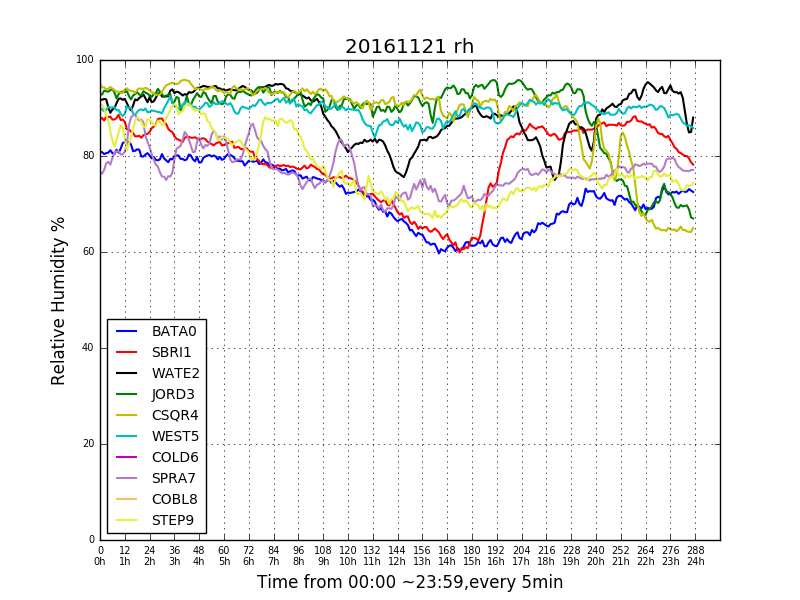 20161121 rh
100
80
60
40
20
0
Relative Humidity %
BATA0
SBRI1
WATE2
JORD3
CSQR4
WEST5
COLD6
SPRA7
COBL8
STEP9
0 12 24 36 48 60 72 84 96 108 120 132 144 156 168 180 192 204 216 228 240 252 264 276 288
0h 1h 2h 3h 4h 5h 6h 7h 8h 9h 10h 11h 12h 13h 14h 15h 16h 17h 18h 19h 20h 21h 22h 23h 24h
Time from 00:00 ~23:59,every 5min